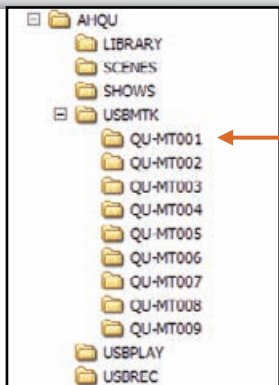 AHQU
LIBRARY
SCENES
SHOWS
USBMTK
QU-MT001
QU-MT002
QU-MT003
QU-MT004
QU-MT005
QU-MT006
QU-MT007
QU-MT008
QU-MT009
USBPLAY
USBREC